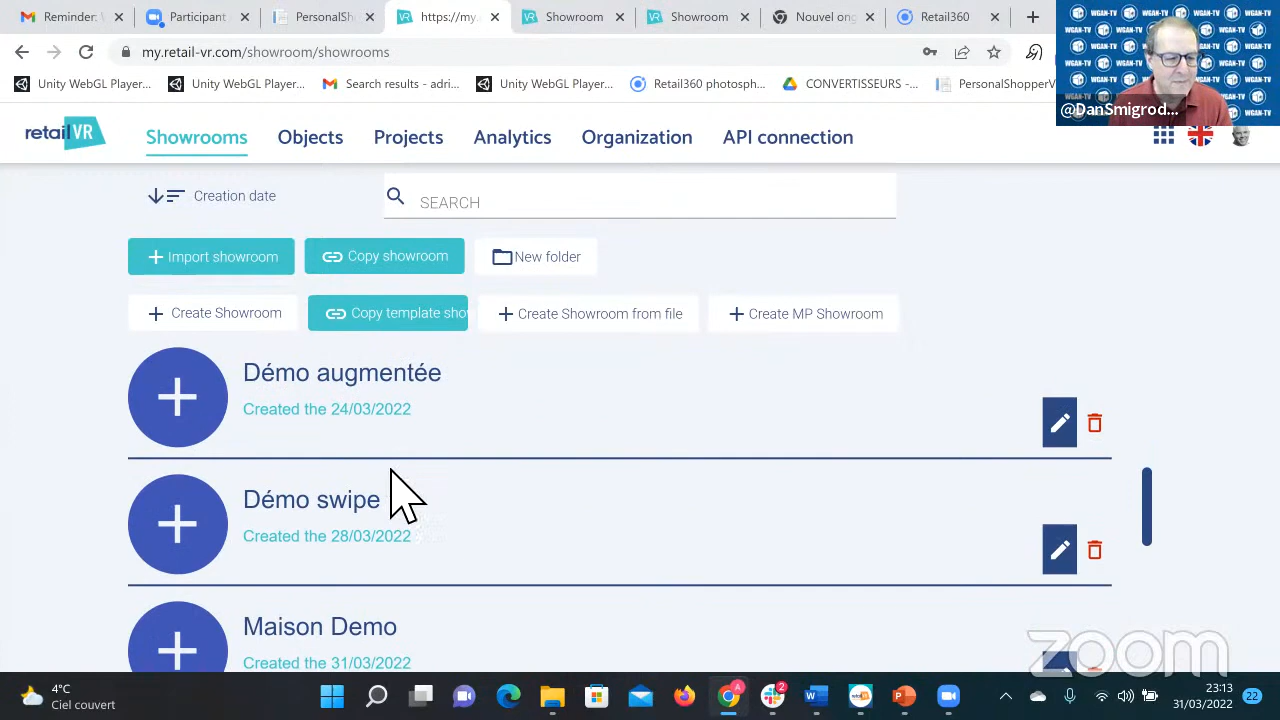 Reminder:
Participant
PersonalSh
https://my.
Showroom
Showroom
Nouvel ong
Retail360
my.retail-vr.com/showroom/showrooms
Unity WebGL Player...
Unity WebGL Player...
Search results - adri...
Unity WebGL Player...
Retail360 photosph...
CONVERTISSEURS -...
PersonalShopperV
@DanSmigrod...
retail VR
Showrooms
Objects
Projects
Analytics
Organization
API connection
Creation date
SEARCH
Import showroom
Copy showroom
New folder
Create Showroom
Copy template sho
Create Showroom from file
Create MP Showroom
Démo augmentée
Created the 24/03/2022
Démo swipe
Created the 28/03/2022
Maison Demo
Created the 31/03/2022
zoom
4°C
Ciel couvert
23:13
31/03/2022
22